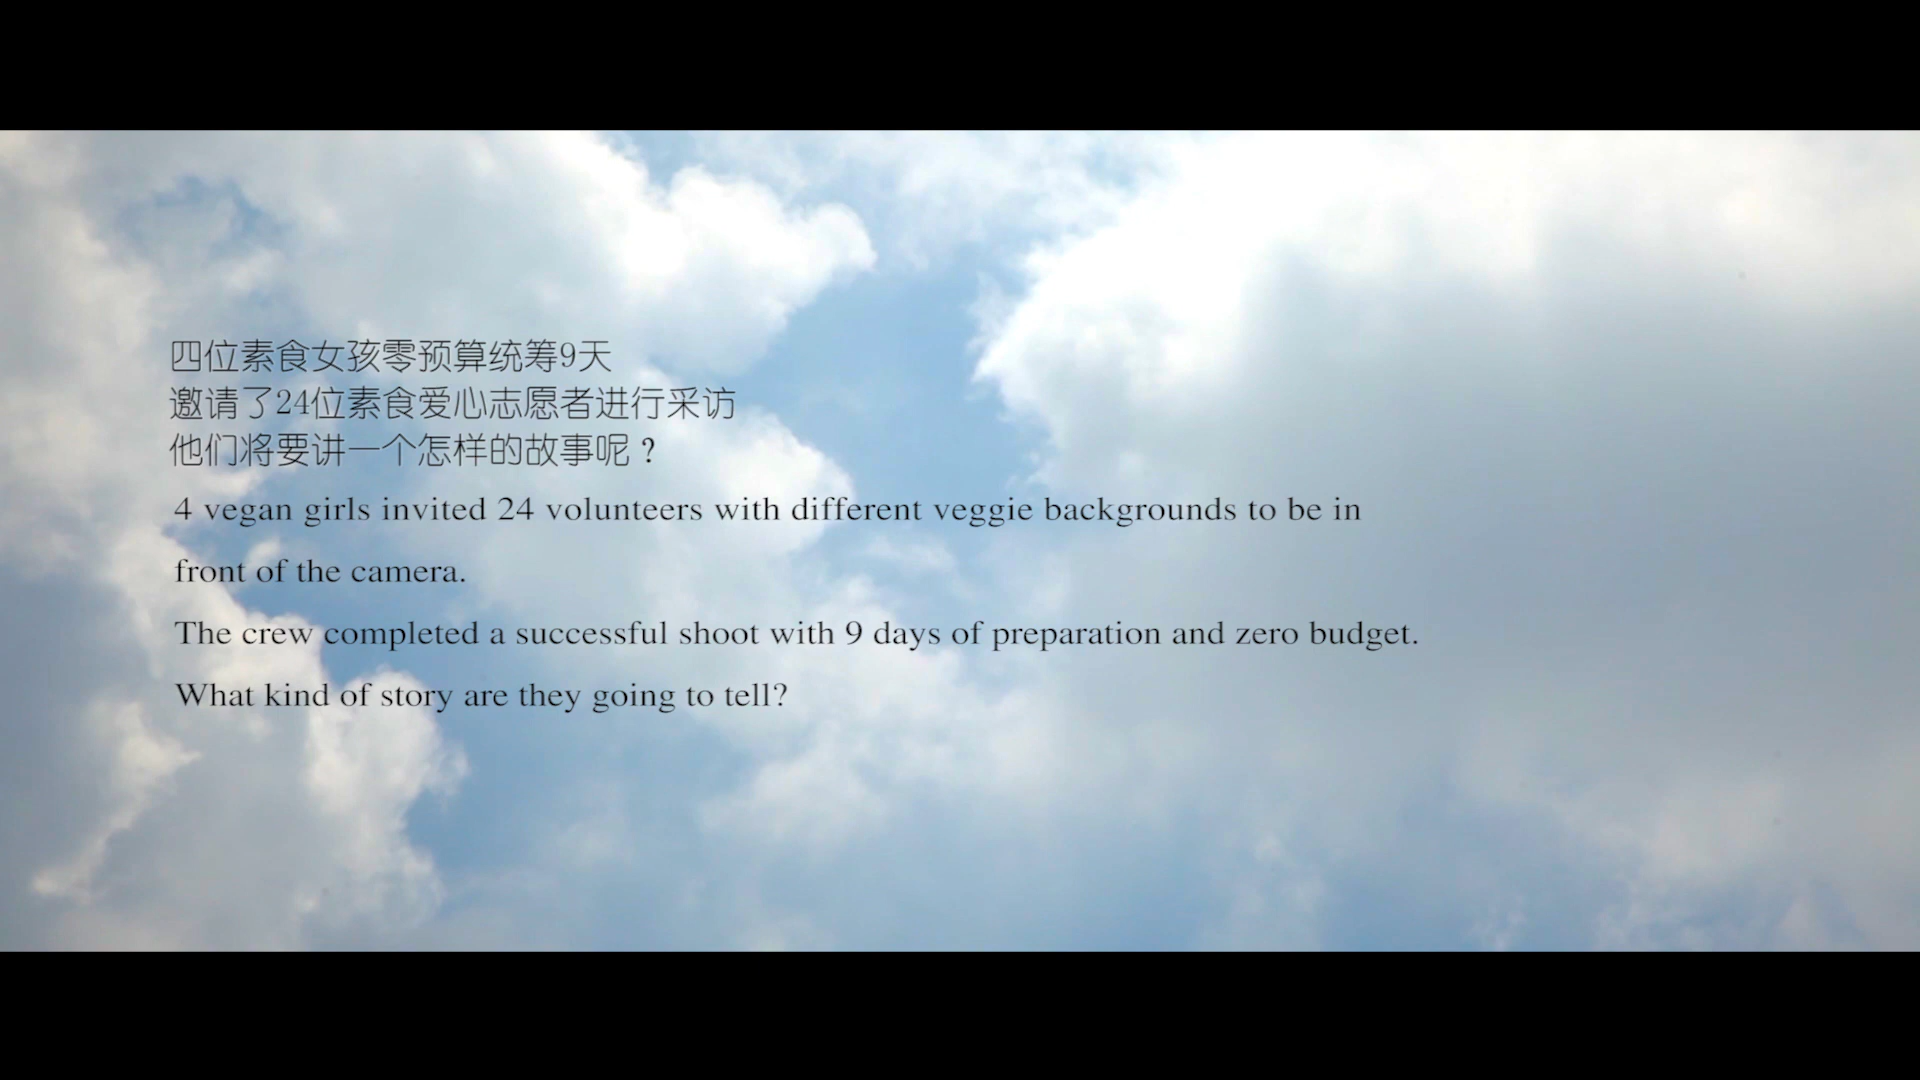 四位素食女孩零预算统筹9天
邀请了24位素食爱心志愿者进行采访
他们将要讲一个怎样的故事呢？
4 vegan girls invited 24 volunteers with different veggie backgrounds to be in
front of the camera.
The crew completed a successful shoot with 9 days of preparation and zero budget.
What kind of story are they going to tell?